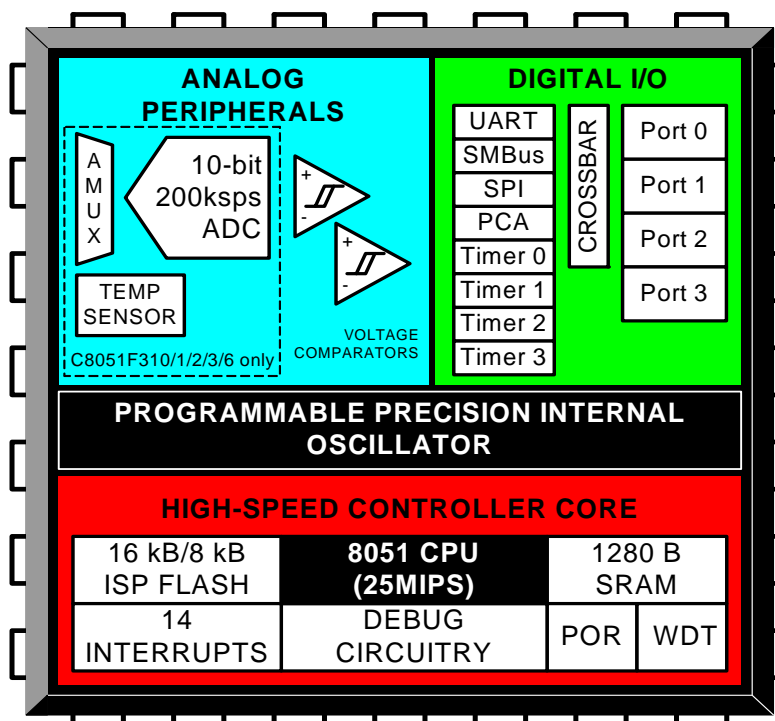 ANALOG
PERIPHERALS
A
M
U
X
10-bit
200ksps
ADC
+
-
+
-
TEMP
SENSOR
C8051F310/1/2/3/6 only
VOLTAGE
COMPARATORS
DIGITAL I/O
UART
SMBus
SPI
PCA
Timer 0
Timer 1
Timer 2
Timer 3
CROSSBAR
Port 0
Port 1
Port 2
Port 3
PROGRAMMABLE PRECISION INTERNAL
OSCILLATOR
HIGH-SPEED CONTROLLER CORE
16 kB/8 kB
ISP FLASH
8051 CPU
(25MIPS)
1280 B
SRAM
14
INTERRUPTS
DEBUG
CIRCUITRY
POR
WDT